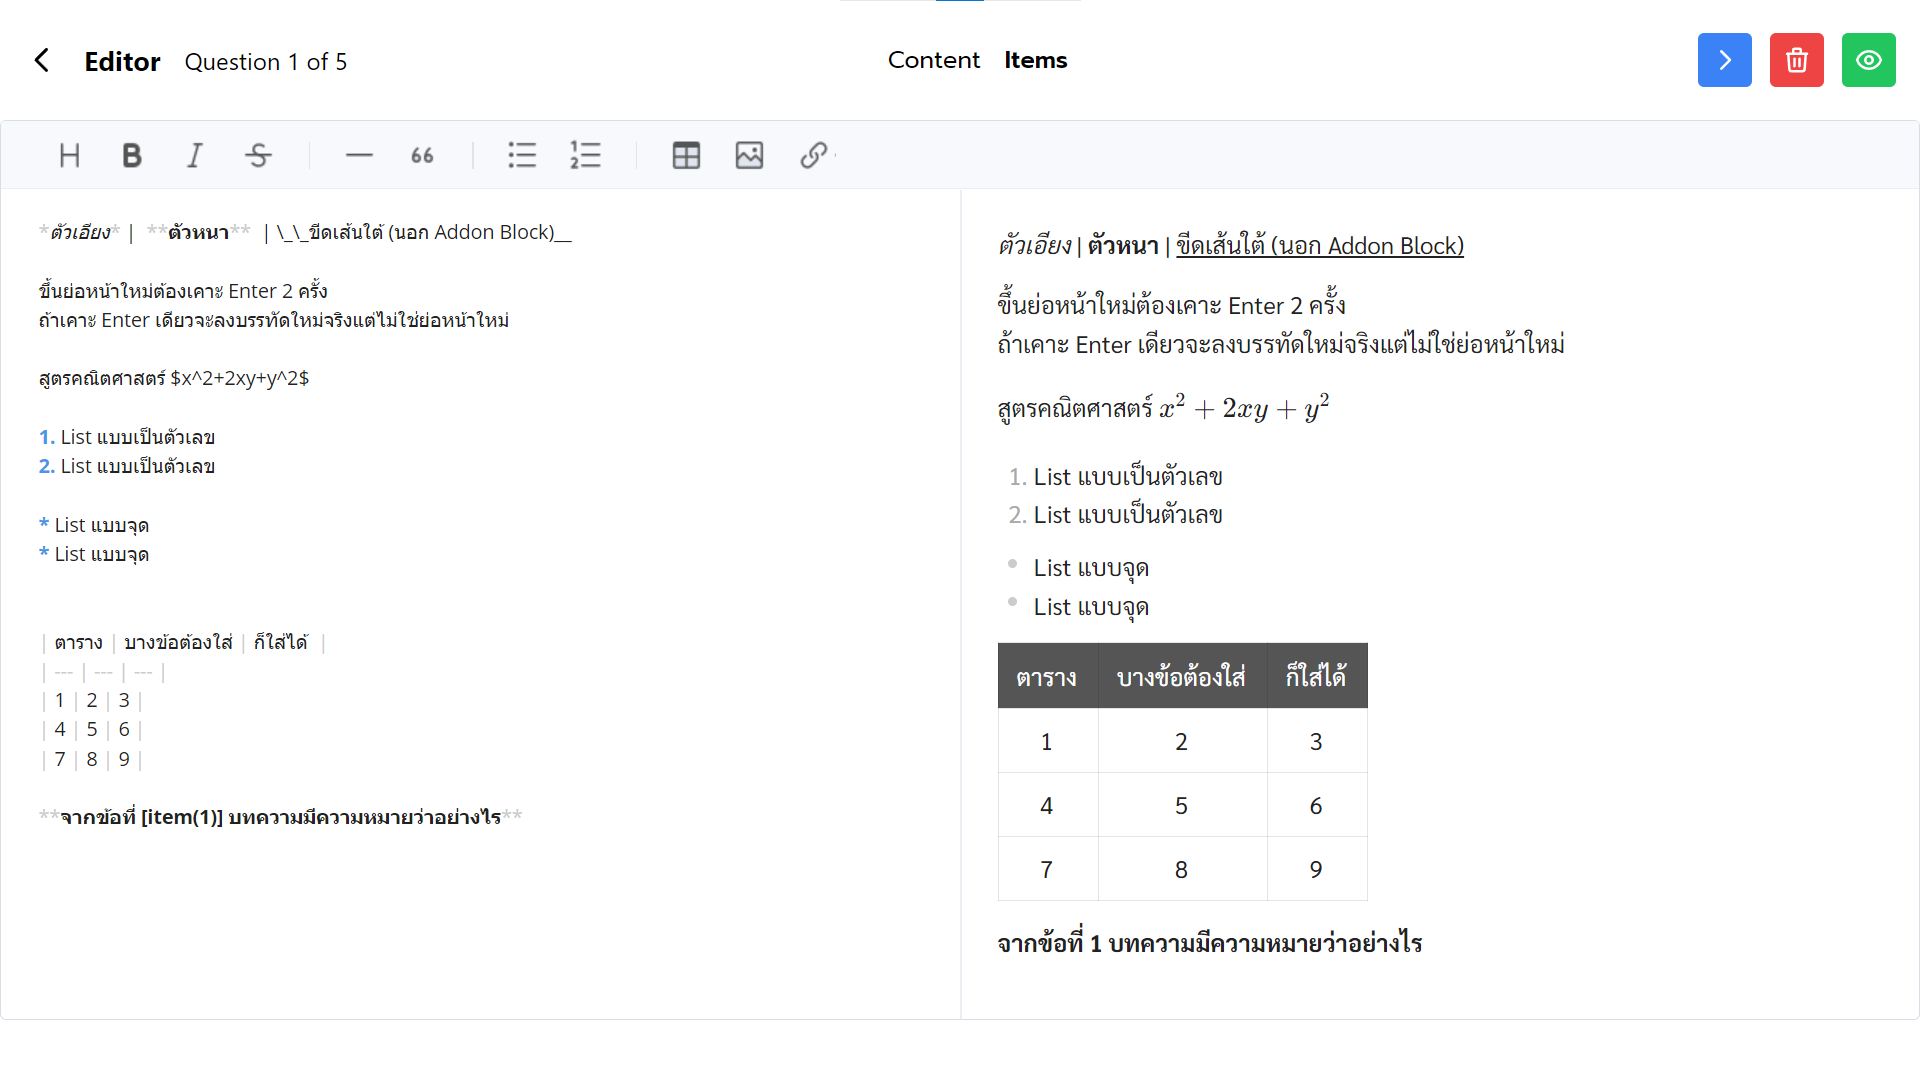 Editor Question 1 of 5 Content Items
*ตัวเอียง* | **ตัวหนา** | \_\_ขีดเส้นใต้ (นอก Addon Block)__
ขึ้นย่อหน้าใหม่ต้องเคาะ Enter 2 ครั้ง
ถ้าเคาะ Enter เดียวจะลงบรรทัดใหม่จริงแต่ไม่ใช่ย่อหน้าใหม่
สูตรคณิตศาสตร์ $x^2+2xy+y^2$
1. List แบบเป็นตัวเลข
2. List แบบเป็นตัวเลข
* List แบบจุด
* List แบบจุด
| ตาราง | บางข้อต้องใส่ | ก็ใส่ได้ |
| --- | --- | --- |
| 1 | 2 | 3 |
| 4 | 5 | 6 |
| 7 | 8 | 9 |
**จากข้อที่ [item(1)] บทความมีความหมายว่าอย่างไร**
ตัวเอียง | ตัวหนา | ขีดเส้นใต้ (นอก Addon Block)
ขึ้นย่อหน้าใหม่ต้องเคาะ Enter 2 ครั้ง
ถ้าเคาะ Enter เดียวจะลงบรรทัดใหม่จริงแต่ไม่ใช่ย่อหน้าใหม่
สูตรคณิตศาสตร์ x² + 2xy + y²
1. List แบบเป็นตัวเลข
2. List แบบเป็นตัวเลข
• List แบบจุด
• List แบบจุด
ตาราง บางข้อต้องใส่ ก็ใส่ได้
1 2 3
4 5 6
7 8 9
จากข้อที่ 1 บทความมีความหมายว่าอย่างไร